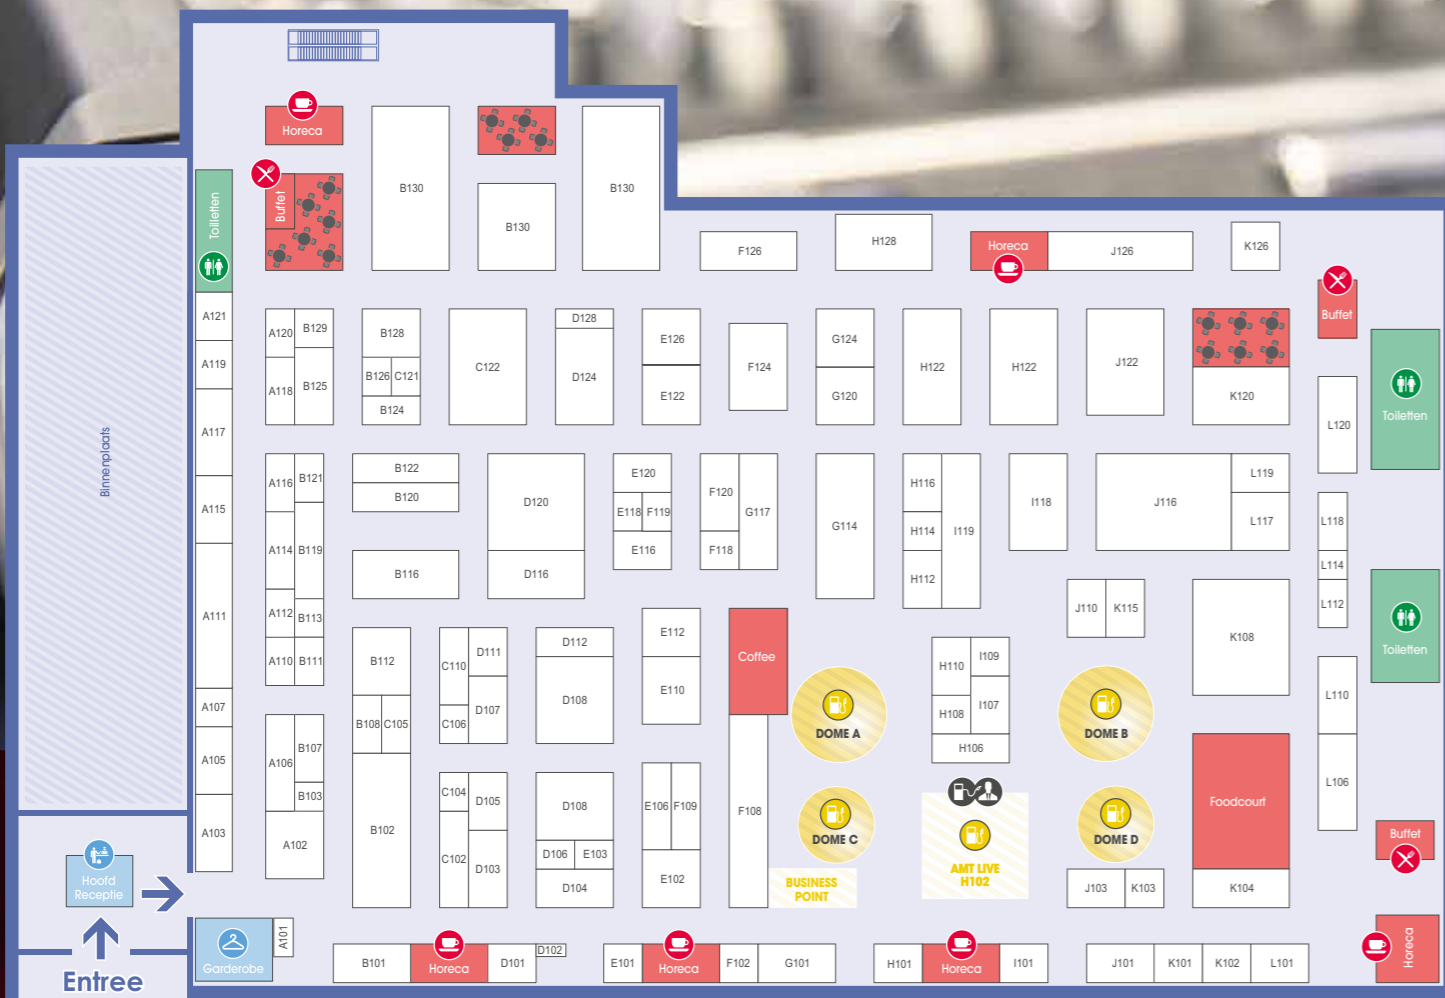 Horeca
Buffet
Toiletten
B130
B130
B130
F126
H128
Horeca
J126
K126
Buffet
Toiletten
Binnenplaats
A121
A119
A117
A115
A111
A107
A105
A103
A120
B129
A118
B125
B128
B126
C121
B124
C122
D128
D124
E126
E122
F124
G124
G120
H122
H122
J122
K120
L120
A116
B121
A114
B119
A112
B113
A110
B111
B122
B120
B116
D120
D116
E120
E118
F119
E116
F120
F118
G117
G114
H116
H114
H112
I119
I118
J116
L119
L117
L118
L114
L112
Toiletten
J110
K115
K108
B112
B108
C105
B102
C110
D111
C106
D107
D112
D108
E112
E110
Coffee
F108
DOME A
H110
I109
H108
I107
H106
DOME B
L110
L106
A106
B107
B103
A102
C104
D105
C102
D103
D108
D106
E103
D104
E106
F109
E102
DOME C
BUSINESS
POINT
AMT LIVE
H102
DOME D
Foodcourt
K104
J103
K103
Buffet
Hoofd
Receptie
Entree
Garderobe
A101
B101
Horeca
D101
D102
E101
Horeca
F102
G101
H101
Horeca
I101
J101
K101
K102
L101
Horeca